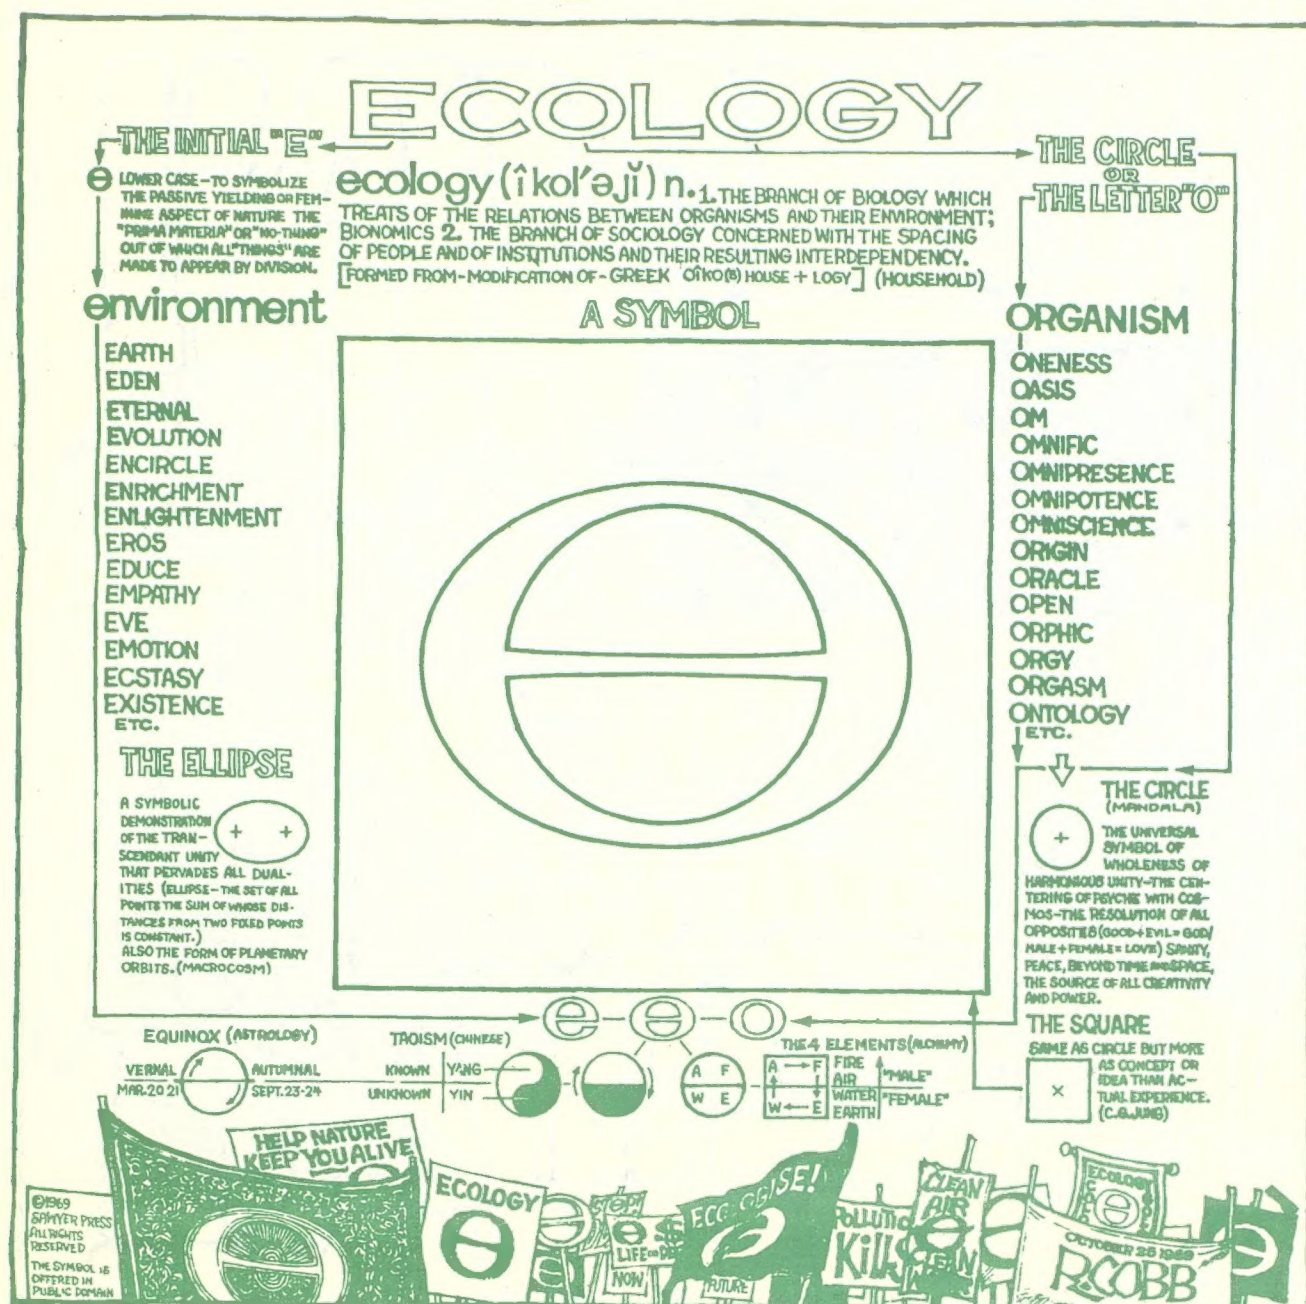 ECOLOGY
THE INITIAL "E"
e LOWER CASE - TO SYMBOLIZE
THE PASSIVE YIELDING OR FEM-
ININE ASPECT OF NATURE THE
"PRIMA MATERIA" OR "NO-THING"
OUT OF WHICH ALL "THINGS" ARE
MADE TO APPEAR BY DIVISION.
environment
EARTH
EDEN
ETERNAL
EVOLUTION
ENCIRCLE
ENRICHMENT
ENLIGHTENMENT
EROS
EDUCE
EMPATHY
EVE
EMOTION
ECSTASY
EXISTENCE
ETC.
THE ELLIPSE
A SYMBOLIC
DEMONSTRATION
OF THE TRAN-
SCENDANT UNITY
THAT PERVADES ALL DUAL-
ITIES (ELLIPSE - THE SET OF ALL
POINTS THE SUM OF WHOSE DIS-
TANCES FROM TWO FIXED POINTS
IS CONSTANT.)
ALSO THE FORM OF PLANETARY
ORBITS. (MACROCOSM)
ecology (î kol′ə jĭ) n. 1. THE BRANCH OF BIOLOGY WHICH
TREATS OF THE RELATIONS BETWEEN ORGANISMS AND THEIR ENVIRONMENT;
BIONOMICS 2. THE BRANCH OF SOCIOLOGY CONCERNED WITH THE SPACING
OF PEOPLE AND OF INSTITUTIONS AND THEIR RESULTING INTERDEPENDENCY.
[FORMED FROM - MODIFICATION OF - GREEK OÎKO(S) HOUSE + LOGY] (HOUSEHOLD)
A SYMBOL
THE CIRCLE
OR
THE LETTER "O"
ORGANISM
ONENESS
OASIS
OM
OMNIFIC
OMNIPRESENCE
OMNIPOTENCE
OMNISCIENCE
ORIGIN
ORACLE
OPEN
ORPHIC
ORGY
ORGASM
ONTOLOGY
ETC.
THE CIRCLE
(MANDALA)
THE UNIVERSAL
SYMBOL OF
WHOLENESS OF
HARMONIOUS UNITY - THE CEN-
TERING OF PSYCHE WITH COS-
MOS - THE RESOLUTION OF ALL
OPPOSITES (GOOD + EVIL = GOD/
MALE + FEMALE = LOVE) SANITY,
PEACE, BEYOND TIME AND SPACE,
THE SOURCE OF ALL CREATIVITY
AND POWER.
THE SQUARE
SAME AS CIRCLE BUT MORE
AS CONCEPT OR
IDEA THAN AC-
TUAL EXPERIENCE.
(C.G. JUNG)
e - e - o
EQUINOX (ASTROLOGY)
VERNAL AUTUMNAL
MAR. 20 21 SEPT. 23-24
TAOISM (CHINESE)
KNOWN YANG
UNKNOWN YIN
A F
W E
THE 4 ELEMENTS (ALCHEMY)
A F
W E
FIRE
AIR "MALE"
WATER "FEMALE"
EARTH
©1969
SAWYER PRESS
ALL RIGHTS
RESERVED
THE SYMBOL IS
OFFERED IN
PUBLIC DOMAIN
HELP NATURE
KEEP YOU ALIVE
ECOLOGY
LIFE OR
NOW
ECOLOGISE!
FUTURE
POLLUTIO
KILLS
CLEAN
AIR
ECOLOGY
OCTOBER 25 1969
R. COBB